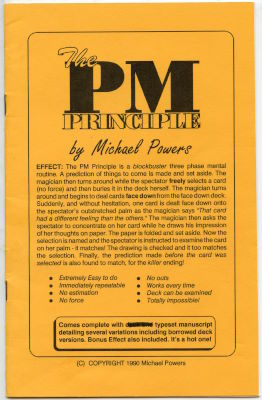 The
PM
PRINCIPLE
by Michael Powers
EFFECT: The PM Principle is a blockbuster three phase mental
routine. A prediction of things to come is made and set aside. The
magician then turns around while the spectator freely selects a card
(no force) and then buries it in the deck herself. The magician turns
around and begins to deal cards face down from the face down deck.
Suddenly, and without hesitation, one card is dealt face down onto
the spectator's outstretched palm as the magician says "That card
had a different feeling than the others." The magician then asks the
spectator to concentrate on her card while he draws his impression
of her thoughts on paper. The paper is folded and set aside. Now the
selection is named and the spectator is instructed to examine the card
on her palm - it matches! The drawing is checked and it too matches
the selection. Finally, the prediction made before the card was
selected is also found to match, for the killer ending!
● Extremely Easy to do ● No outs
● Immediately repeatable ● Works every time
● No estimation ● Deck can be examined
● No force ● Totally impossible!
Comes complete with typeset manuscript
detailing several variations including borrowed deck
versions. Bonus Effect also included. It's a hot one!
(C) COPYRIGHT 1990 Michael Powers